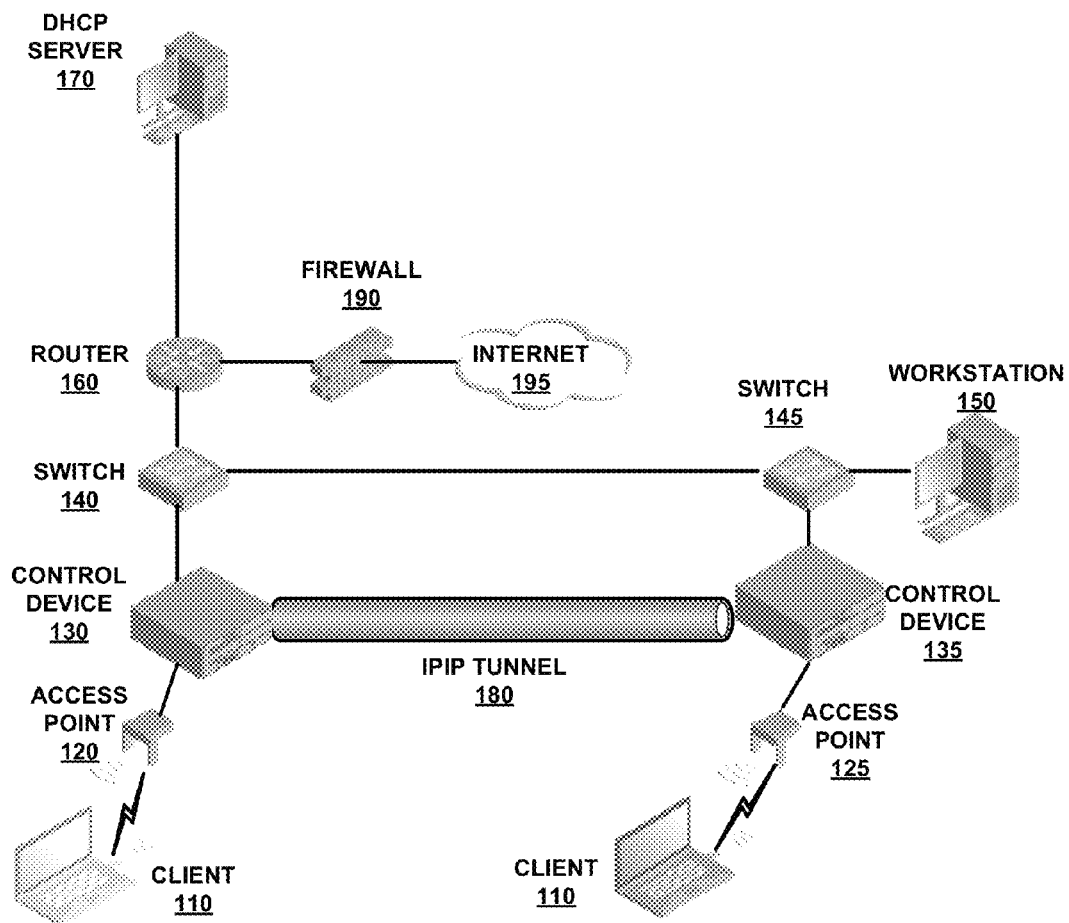 DHCP
SERVER
170
FIREWALL
190
ROUTER
160
INTERNET
195
SWITCH
145
WORKSTATION
150
SWITCH
140
CONTROL
DEVICE
130
CONTROL
DEVICE
135
IPIP TUNNEL
180
ACCESS
POINT
120
ACCESS
POINT
125
CLIENT
110
CLIENT
110